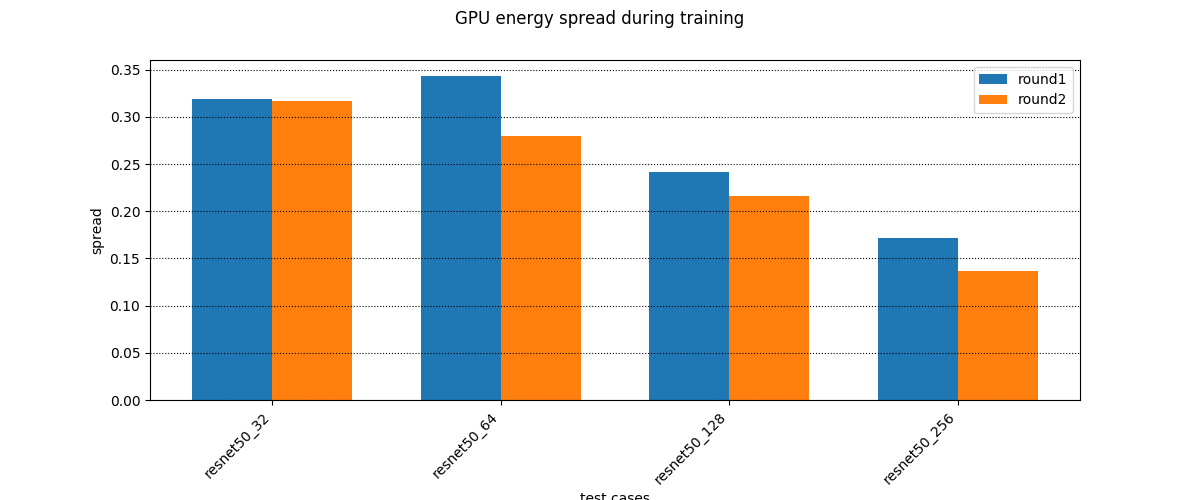 GPU energy spread during training
round1
round2
0.35
0.30
0.25
0.20
0.15
0.10
0.05
0.00
spread
resnet50_32
resnet50_64
resnet50_128
resnet50_256
test cases